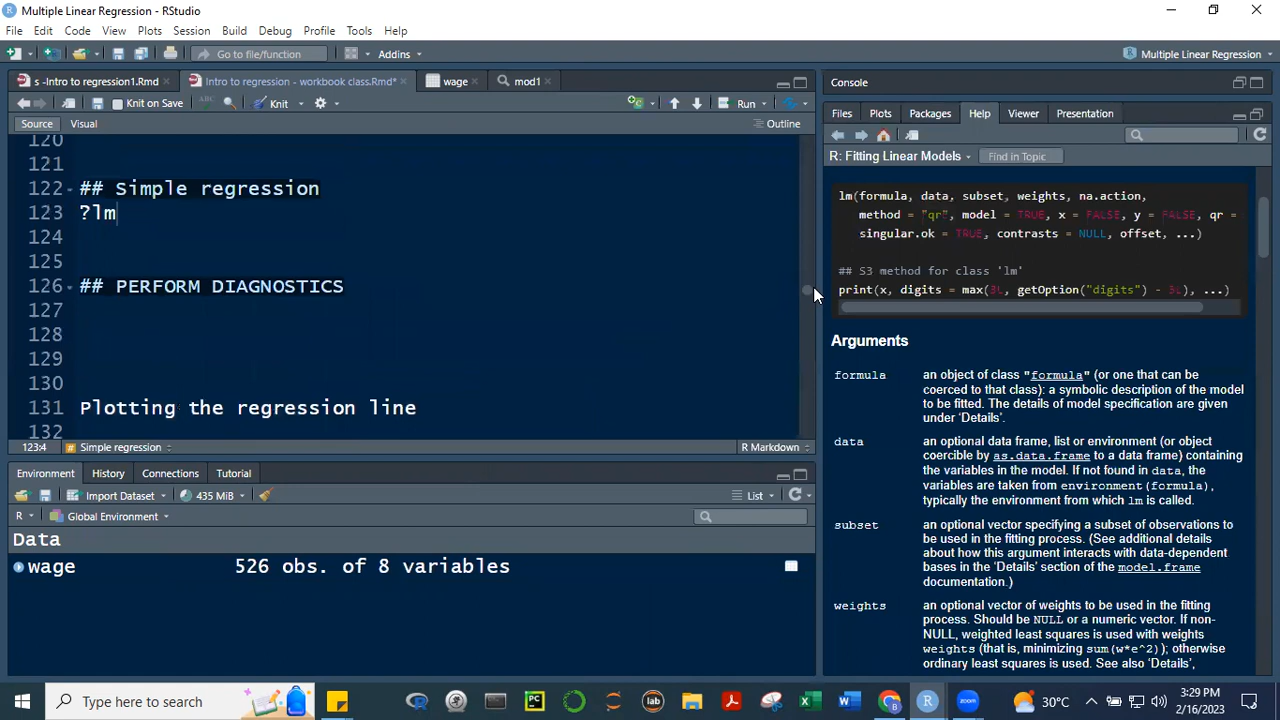 Multiple Linear Regression - RStudio
File Edit Code View Plots Session Build Debug Profile Tools Help
Go to file/function Addins Multiple Linear Regression
s -Intro to regression1.Rmd Intro to regression - workbook class.Rmd* wage mod1
Knit on Save ABC Knit Run
Source Visual Outline
120
121
122 ## Simple regression
123 ?lm
124
125
126 ## PERFORM DIAGNOSTICS
127
128
129
130
131 Plotting the regression line
132
123:4 # Simple regression R Markdown
Environment History Connections Tutorial
Import Dataset 435 MiB List
R Global Environment
Data
wage 526 obs. of 8 variables
Console
Files Plots Packages Help Viewer Presentation
R: Fitting Linear Models Find in Topic
lm(formula, data, subset, weights, na.action,
method = "qr", model = TRUE, x = FALSE, y = FALSE, qr =
singular.ok = TRUE, contrasts = NULL, offset, ...)
## S3 method for class 'lm'
print(x, digits = max(3L, getOption("digits") - 3L), ...)
Arguments
formula an object of class "formula" (or one that can be
coerced to that class): a symbolic description of the model
to be fitted. The details of model specification are given
under ‘Details’.
data an optional data frame, list or environment (or object
coercible by as.data.frame to a data frame) containing
the variables in the model. If not found in data, the
variables are taken from environment(formula),
typically the environment from which lm is called.
subset an optional vector specifying a subset of observations to
be used in the fitting process. (See additional details
about how this argument interacts with data-dependent
bases in the ‘Details’ section of the model.frame
documentation.)
weights an optional vector of weights to be used in the fitting
process. Should be NULL or a numeric vector. If non-
NULL, weighted least squares is used with weights
weights (that is, minimizing sum(w*e^2)); otherwise
ordinary least squares is used. See also ‘Details’,
Type here to search
PC
lab
zoom
30°C
3:29 PM
2/16/2023